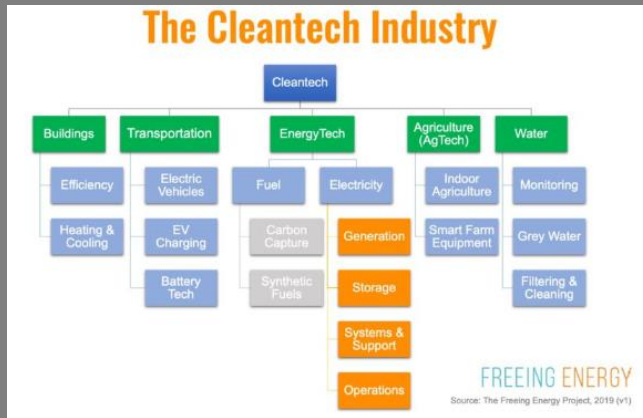 The Cleantech Industry
Cleantech
Buildings
Transportation
EnergyTech
Agriculture
(AgTech)
Water
Efficiency
Electric
Vehicles
Fuel
Electricity
Indoor
Agriculture
Monitoring
Heating &
Cooling
EV
Charging
Carbon
Capture
Generation
Smart Farm
Equipment
Grey Water
Battery
Tech
Synthetic
Fuels
Storage
Filtering &
Cleaning
Systems &
Support
Operations
FREEING ENERGY
Source: The Freeing Energy Project, 2019 (v1)